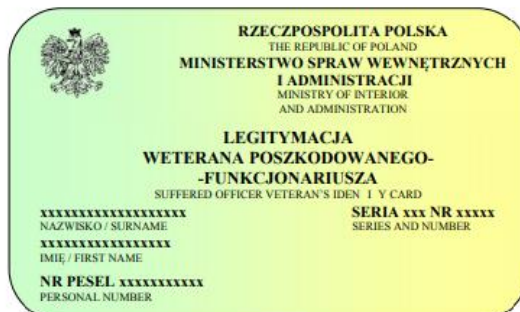 RZECZPOSPOLITA POLSKA
THE REPUBLIC OF POLAND
MINISTERSTWO SPRAW WEWNĘTRZNYCH
I ADMINISTRACJI
MINISTRY OF INTERIOR
AND ADMINISTRATION
LEGITYMACJA
WETERANA POSZKODOWANEGO-
-FUNKCJONARIUSZA
SUFFERED OFFICER VETERAN'S IDEN I Y CARD
xxxxxxxxxxxxxxxxxxx SERIA xxx NR xxxxx
NAZWISKO / SURNAME SERIES AND NUMBER
xxxxxxxxxxxxxxxxx
IMIĘ / FIRST NAME
NR PESEL xxxxxxxxxxx
PERSONAL NUMBER